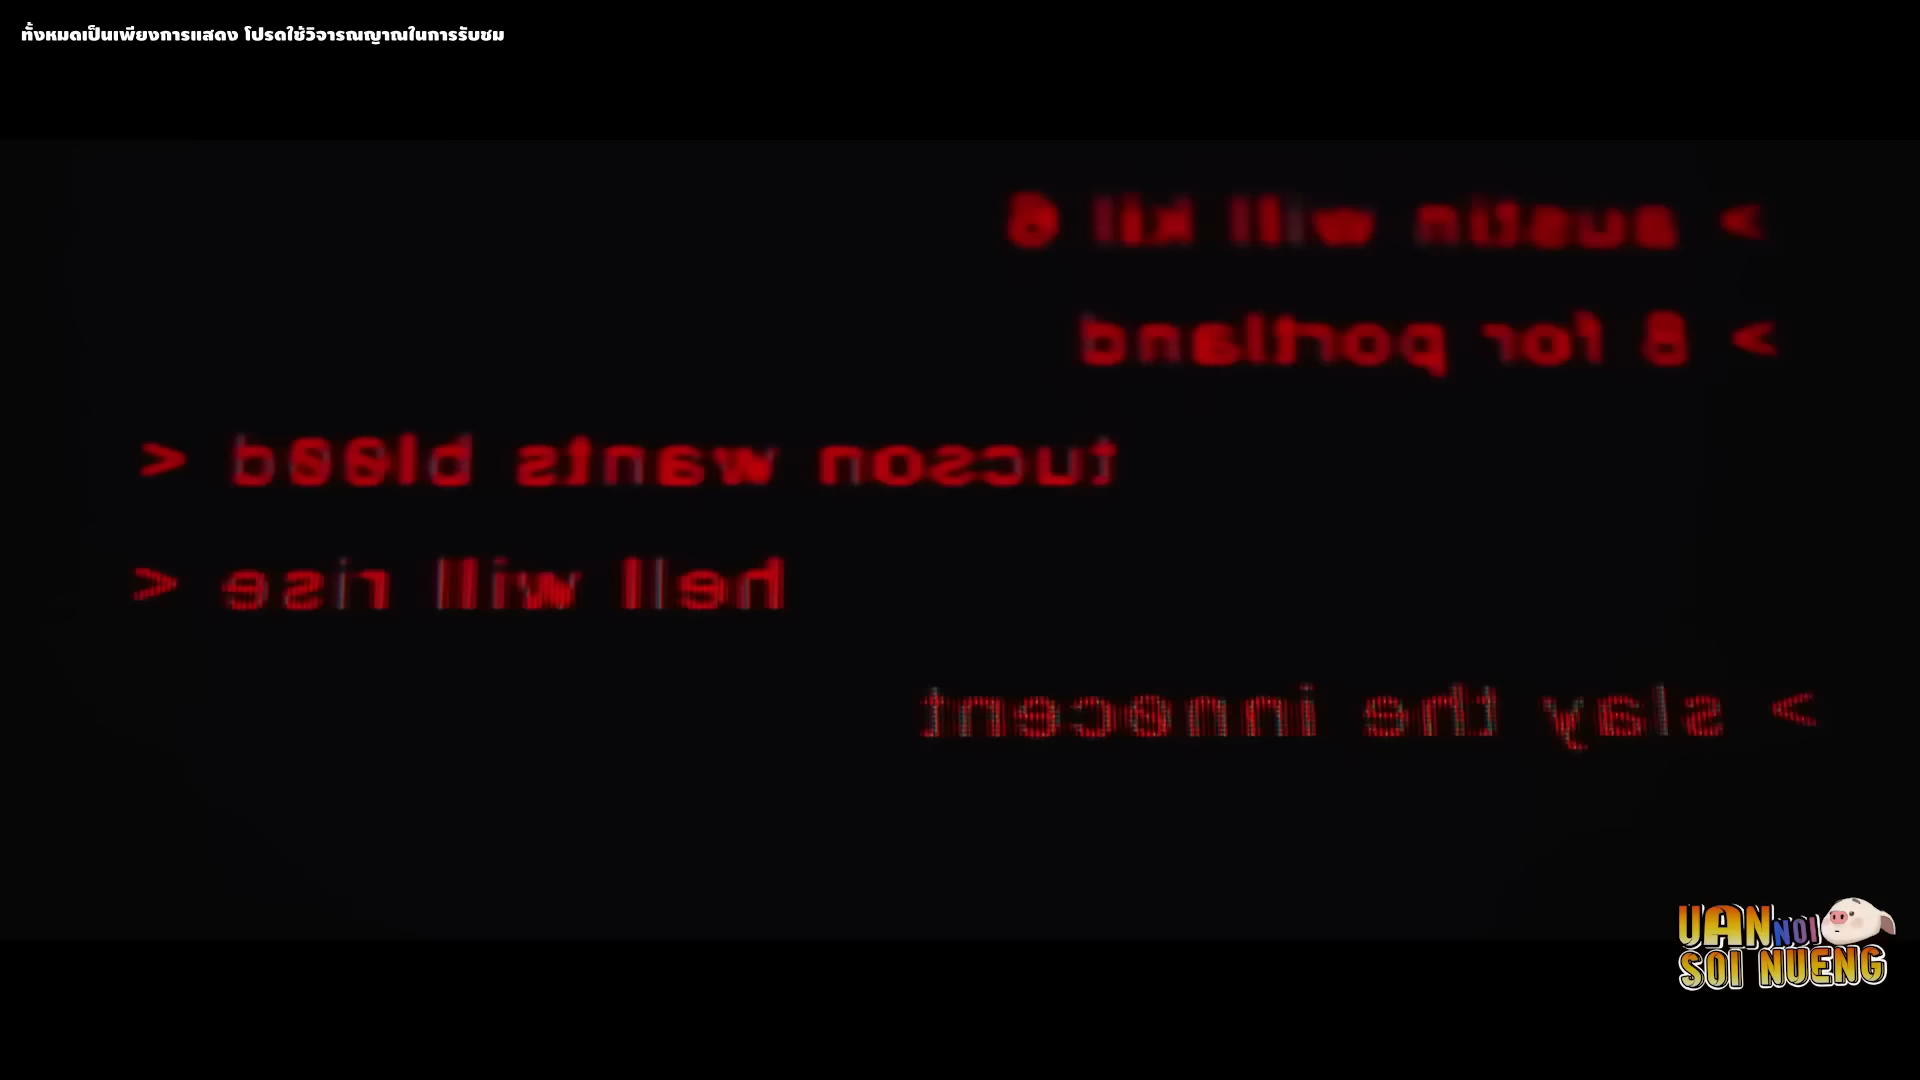 ทั้งหมดเป็นเพียงการแสดง โปรดใช้วิจารณญาณในการรับชม
> austin will kill 6
> 8 for portland
tucson wants bl00d <
hell will rise <
> slay the inn0cent
UAN NOI
SOI NUENG